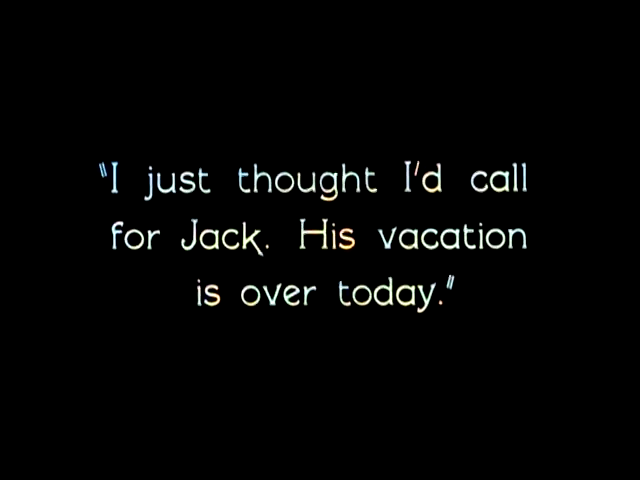 "I just thought I'd call
for Jack. His vacation
is over today."